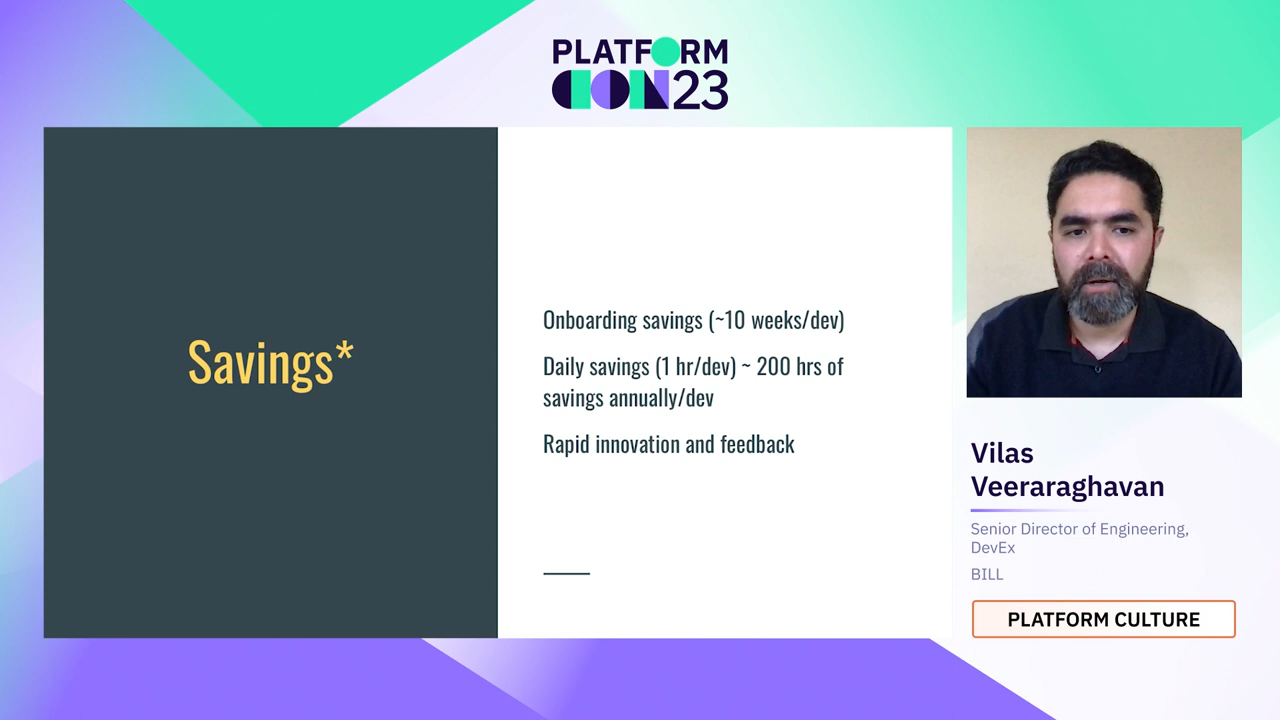 PLATFORM
CON23
Savings*
Onboarding savings (~10 weeks/dev)
Daily savings (1 hr/dev) ~ 200 hrs of
savings annually/dev
Rapid innovation and feedback
Vilas
Veeraraghavan
Senior Director of Engineering,
DevEx
BILL
PLATFORM CULTURE